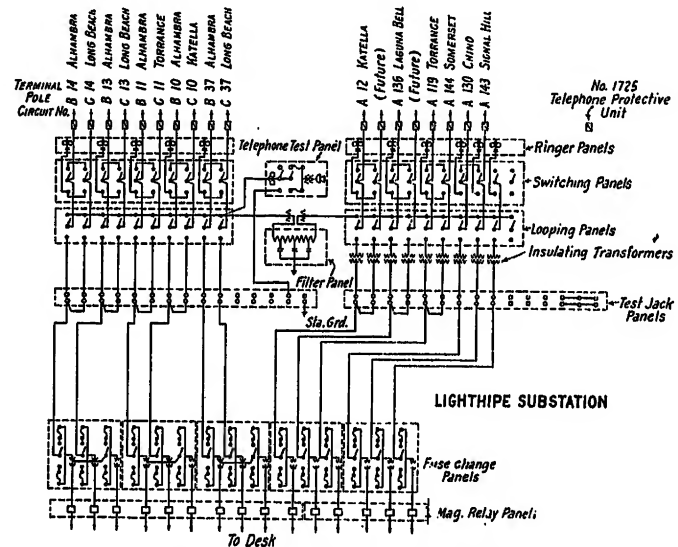 B 14 ALHAMBRA
C 14 LONG BEACH
B 13 ALHAMBRA
C 13 LONG BEACH
B 11 ALHAMBRA
C 11 TORRANCE
B 10 ALHAMBRA
C 10 KATELLA
B 37 ALHAMBRA
C 37 LONG BEACH
A 12 KATELLA
(Future)
A 136 LAGUNA BELL
(Future)
A 119 TORRANCE
A 144 SOMERSET
A 130 CHINO
A 143 SIGNAL HILL
TERMINAL
POLE
CIRCUIT NO.
No. 1725
Telephone Protective
Unit
Telephone Test Panel
Ringer Panels
Switching Panels
Looping Panels
Insulating Transformers
Filter Panel
Sta. Grd.
Test Jack
Panels
LIGHTHIPE SUBSTATION
Fuse change
Panels
Mag. Relay Panels
To Desk